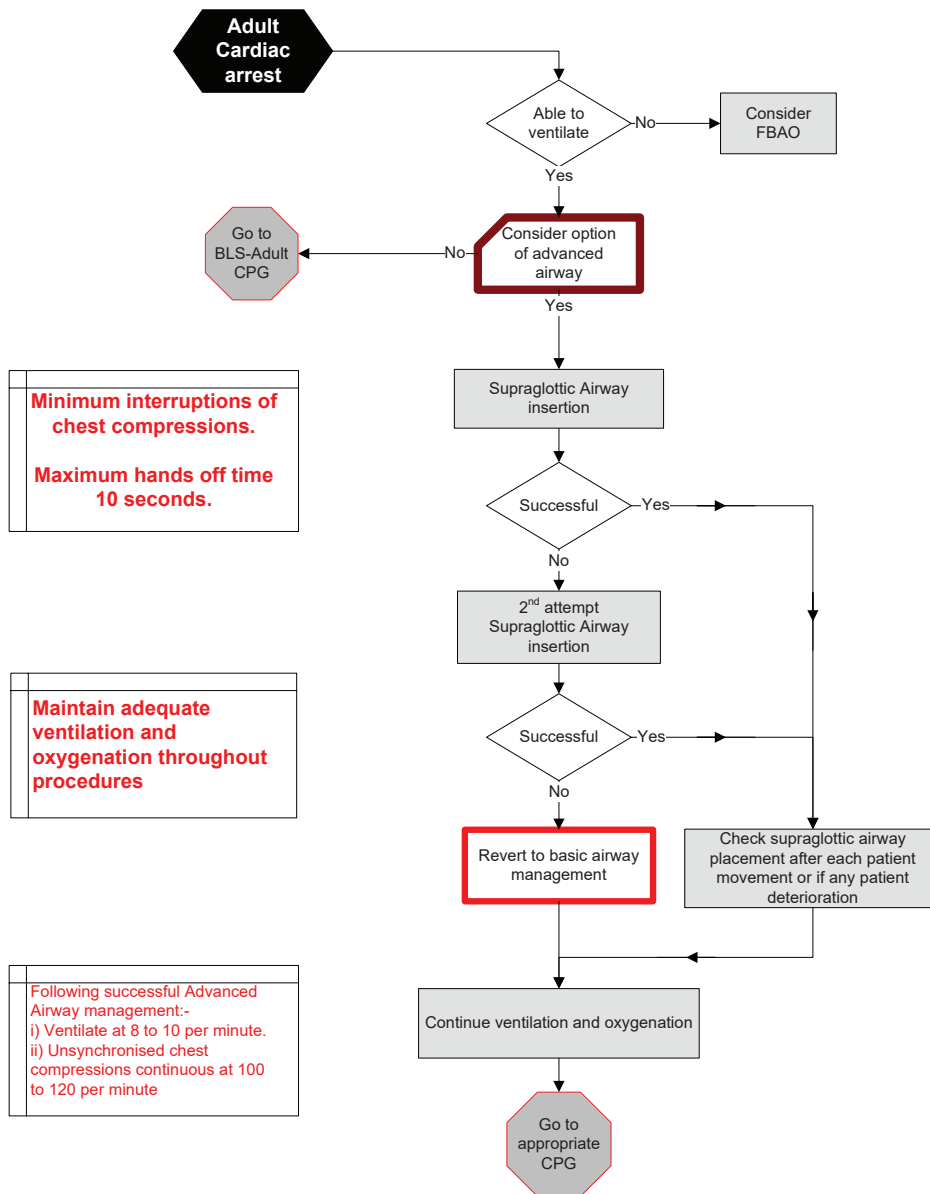 Adult
Cardiac
arrest
Able to
ventilate
No
Consider
FBAO
Yes
Go to
BLS-Adult
CPG
No
Consider option
of advanced
airway
Yes
Minimum interruptions of
chest compressions.
Maximum hands off time
10 seconds.
Supraglottic Airway
insertion
Successful
Yes
No
2nd attempt
Supraglottic Airway
insertion
Maintain adequate
ventilation and
oxygenation throughout
procedures
Successful
Yes
No
Revert to basic airway
management
Check supraglottic airway
placement after each patient
movement or if any patient
deterioration
Following successful Advanced
Airway management:-
i) Ventilate at 8 to 10 per minute.
ii) Unsynchronised chest
compressions continuous at 100
to 120 per minute
Continue ventilation and oxygenation
Go to
appropriate
CPG